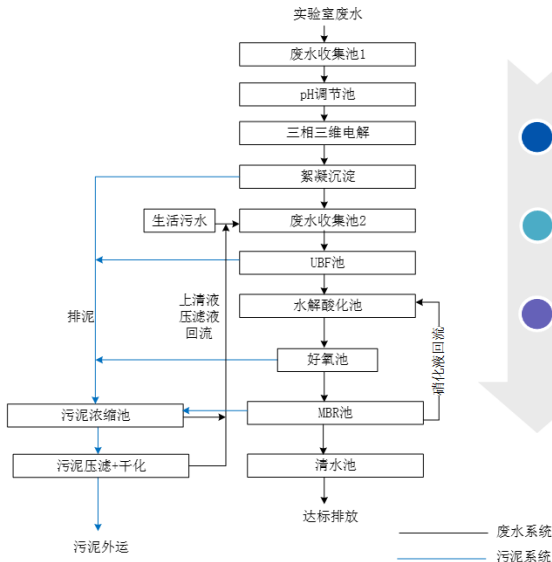 实验室废水
废水收集池1
pH调节池
三相三维电解
絮凝沉淀
生活污水
废水收集池2
UBF池
上清液
压滤液
回流
水解酸化池
排泥
硝化液回流
好氧池
污泥浓缩池
MBR池
污泥压滤+干化
清水池
达标排放
污泥外运
废水系统
污泥系统